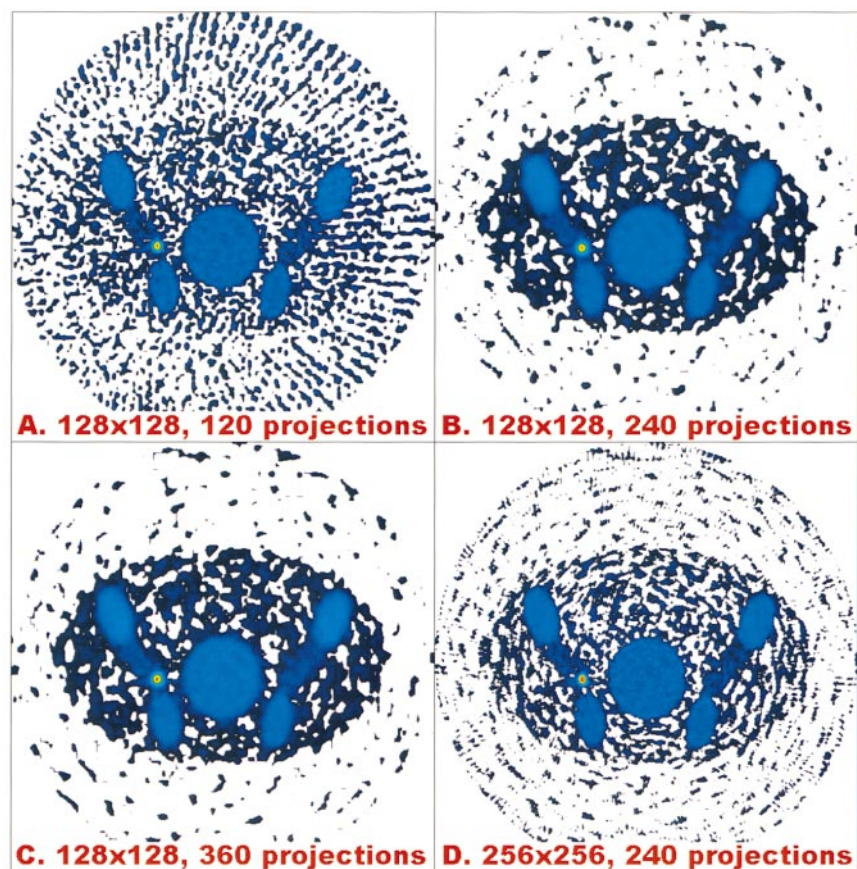 A. 128x128, 120 projections
B. 128x128, 240 projections
C. 128x128, 360 projections
D. 256x256, 240 projections